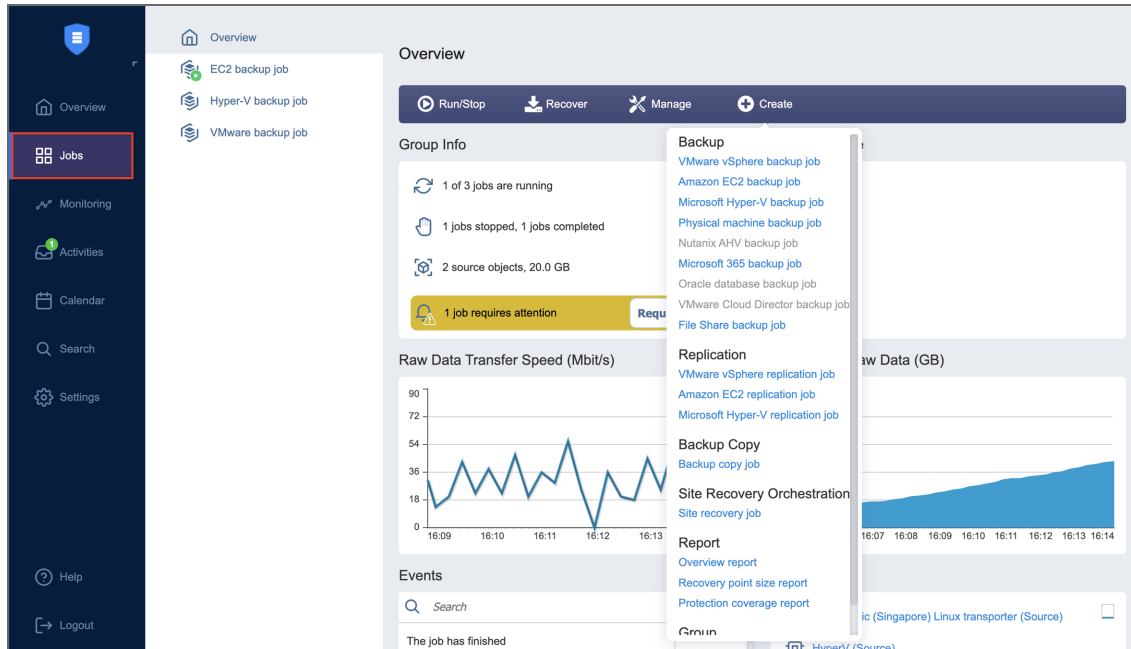 Overview
Jobs
Monitoring
1
Activities
Calendar
Search
Settings
Help
Logout
Overview
EC2 backup job
Hyper-V backup job
VMware backup job
Overview
Run/Stop
Recover
Manage
Create
Group Info
1 of 3 jobs are running
1 jobs stopped, 1 jobs completed
2 source objects, 20.0 GB
1 job requires attention
Requ
Backup
VMware vSphere backup job
Amazon EC2 backup job
Microsoft Hyper-V backup job
Physical machine backup job
Nutanix AHV backup job
Microsoft 365 backup job
Oracle database backup job
VMware Cloud Director backup job
File Share backup job
Replication
VMware vSphere replication job
Amazon EC2 replication job
Microsoft Hyper-V replication job
Backup Copy
Backup copy job
Site Recovery Orchestration
Site recovery job
Report
Overview report
Recovery point size report
Protection coverage report
Group
Raw Data Transfer Speed (Mbit/s)
90
72
54
36
18
0
16:09 16:10 16:11 16:12 16:13
aw Data (GB)
16:07 16:08 16:09 16:10 16:11 16:12 16:13 16:14
Events
Search
The job has finished
ic (Singapore) Linux transporter (Source)
HyperV (Source)